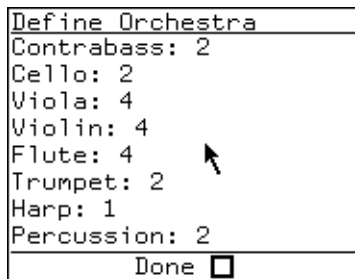 Define Orchestra
Contrabass: 2
Cello: 2
Viola: 4
Violin: 4
Flute: 4
Trumpet: 2
Harp: 1
Percussion: 2
Done